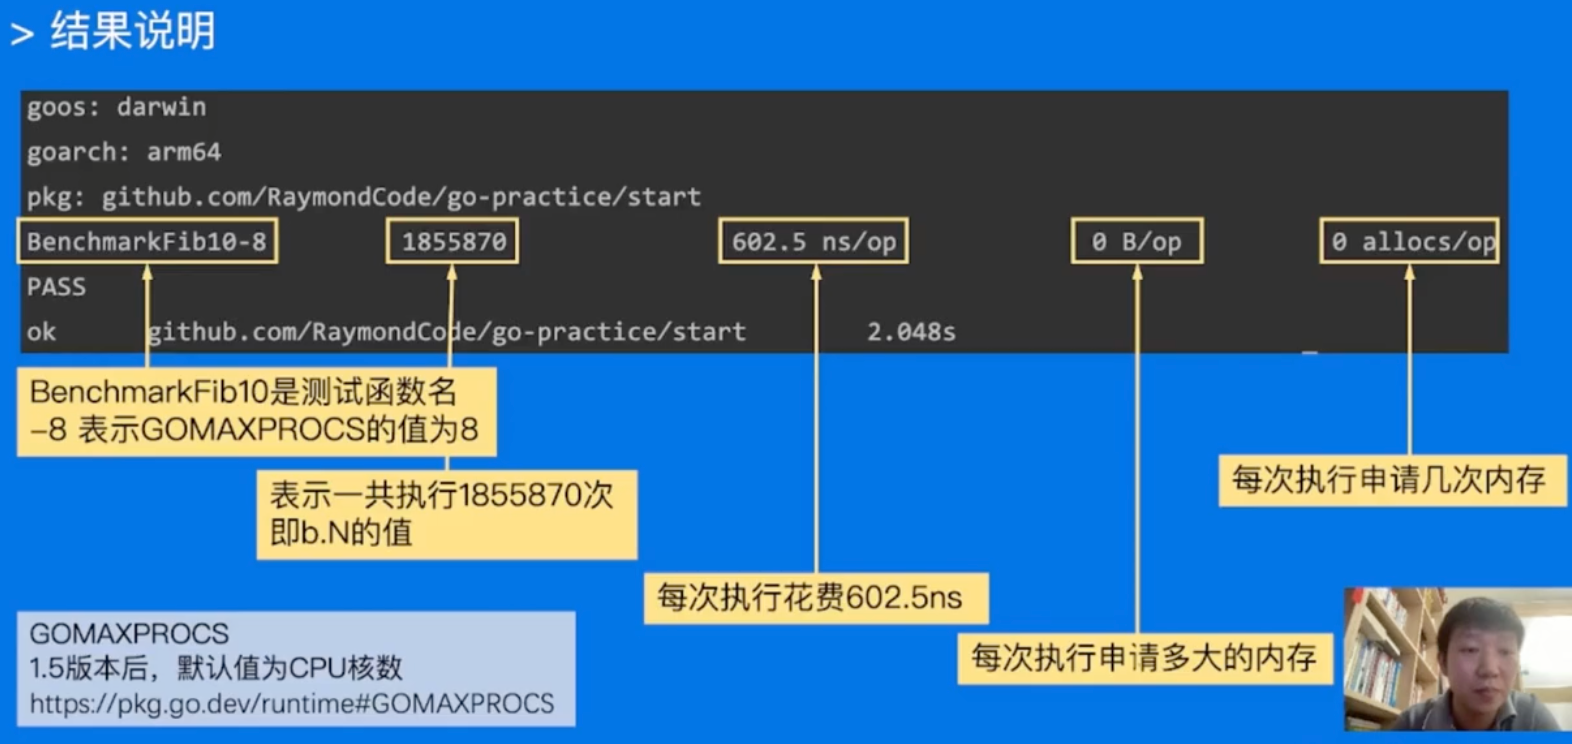 > 结果说明
goos: darwin
goarch: arm64
pkg: github.com/RaymondCode/go-practice/start
BenchmarkFib10-8 1855870 602.5 ns/op 0 B/op 0 allocs/op
PASS
ok github.com/RaymondCode/go-practice/start 2.048s
BenchmarkFib10是测试函数名
-8 表示GOMAXPROCS的值为8
表示一共执行1855870次
即b.N的值
每次执行申请几次内存
每次执行花费602.5ns
每次执行申请多大的内存
GOMAXPROCS
1.5版本后，默认值为CPU核数
https://pkg.go.dev/runtime#GOMAXPROCS